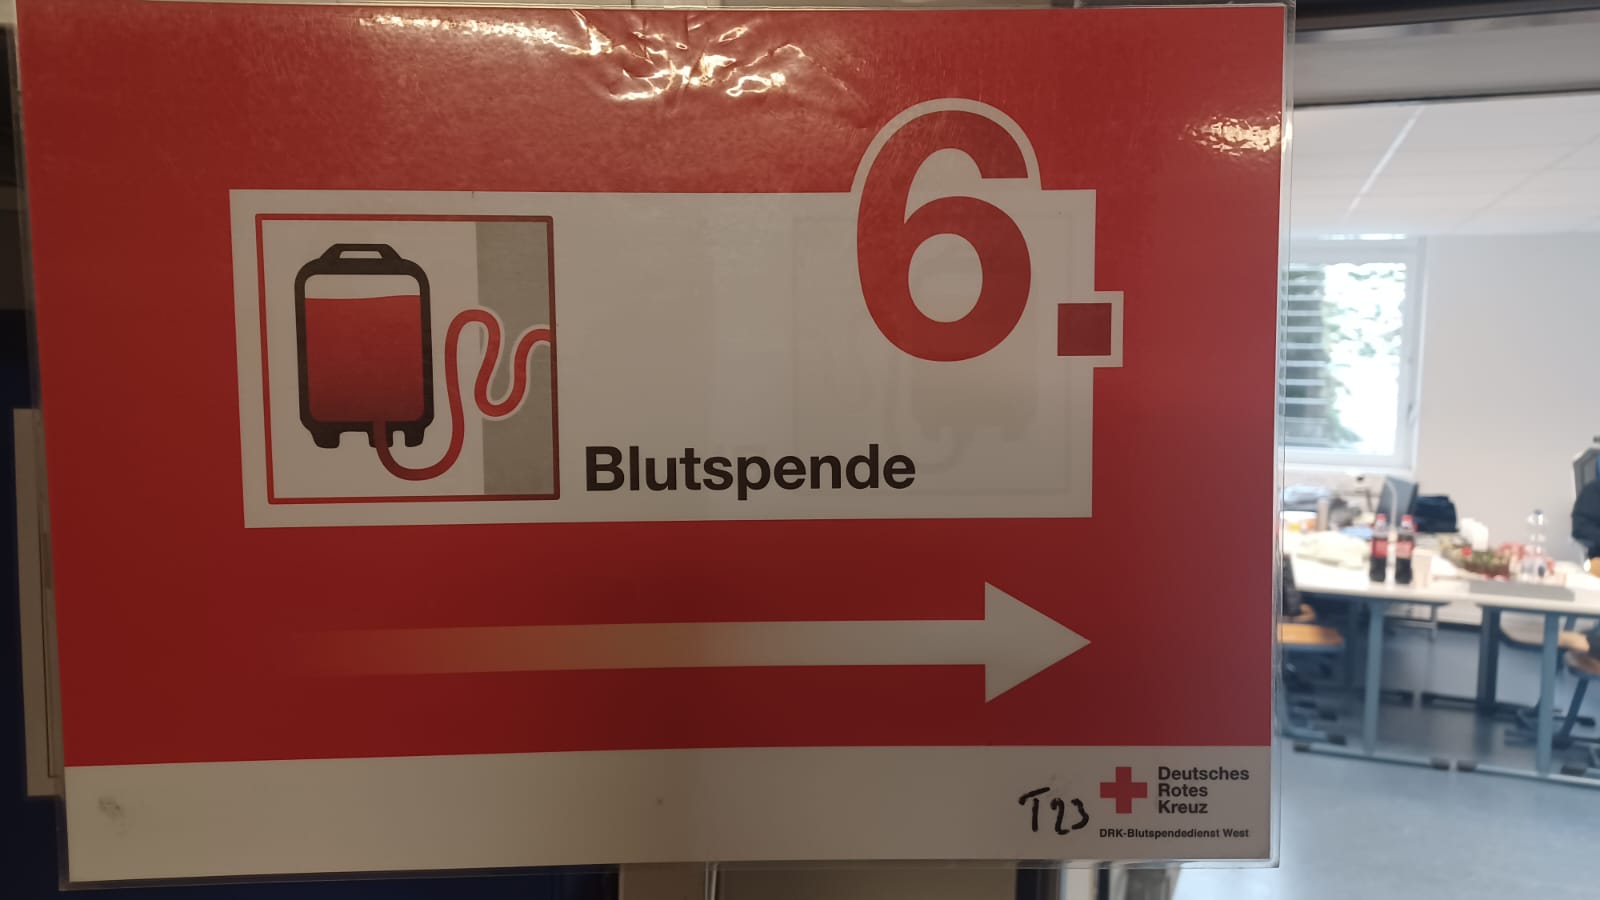 6.
Blutspende
T23
Deutsches
Rotes
Kreuz
DRK-Blutspendedienst West